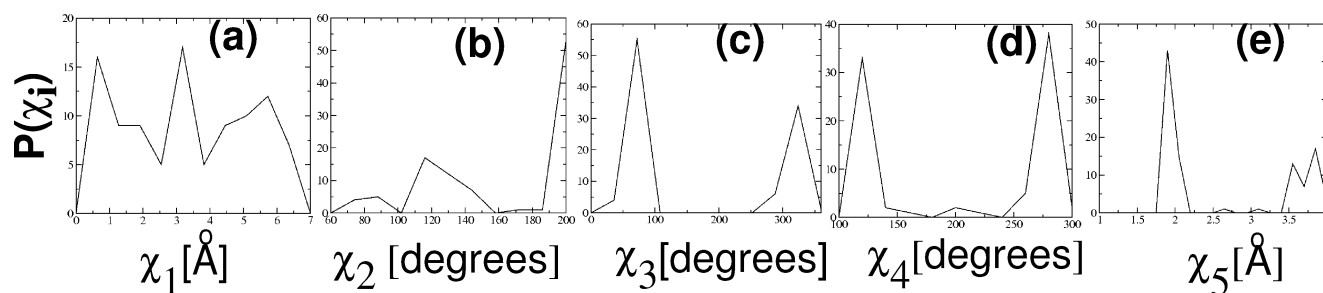 (a) (b) (c) (d) (e)
P(χi)
20 15 10 5 0
0 1 2 3 4 5 6 7
χ1[Å]
60 50 40 30 20 10 0
60 80 100 120 140 160 180 200
χ2 [degrees]
60 50 40 30 20 10 0
0 100 200 300
χ3[degrees]
40 30 20 10 0
100 150 200 250 300
χ4[degrees]
50 40 30 20 10 0
1 1.5 2 2.5 3 3.5
χ5[Å]